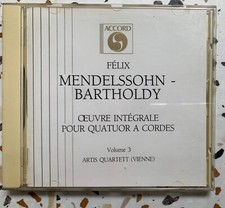 ACCORD
FÉLIX
MENDELSSOHN -
BARTHOLDY
ŒUVRE INTÉGRALE
POUR QUATUOR A CORDES
Volume 3
ARTIS QUARTETT (VIENNE)